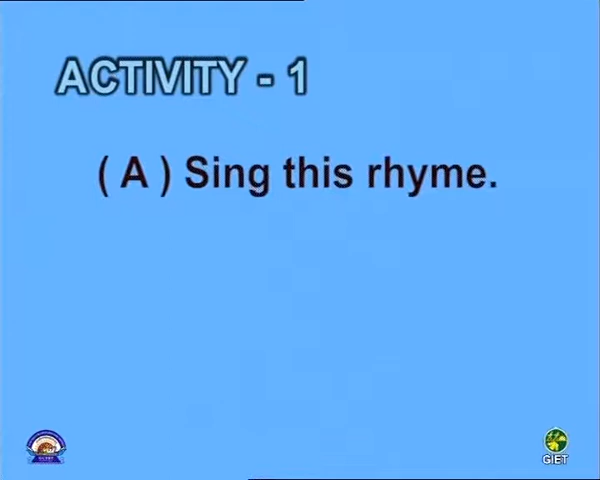 ACTIVITY - 1
( A ) Sing this rhyme.
GIET